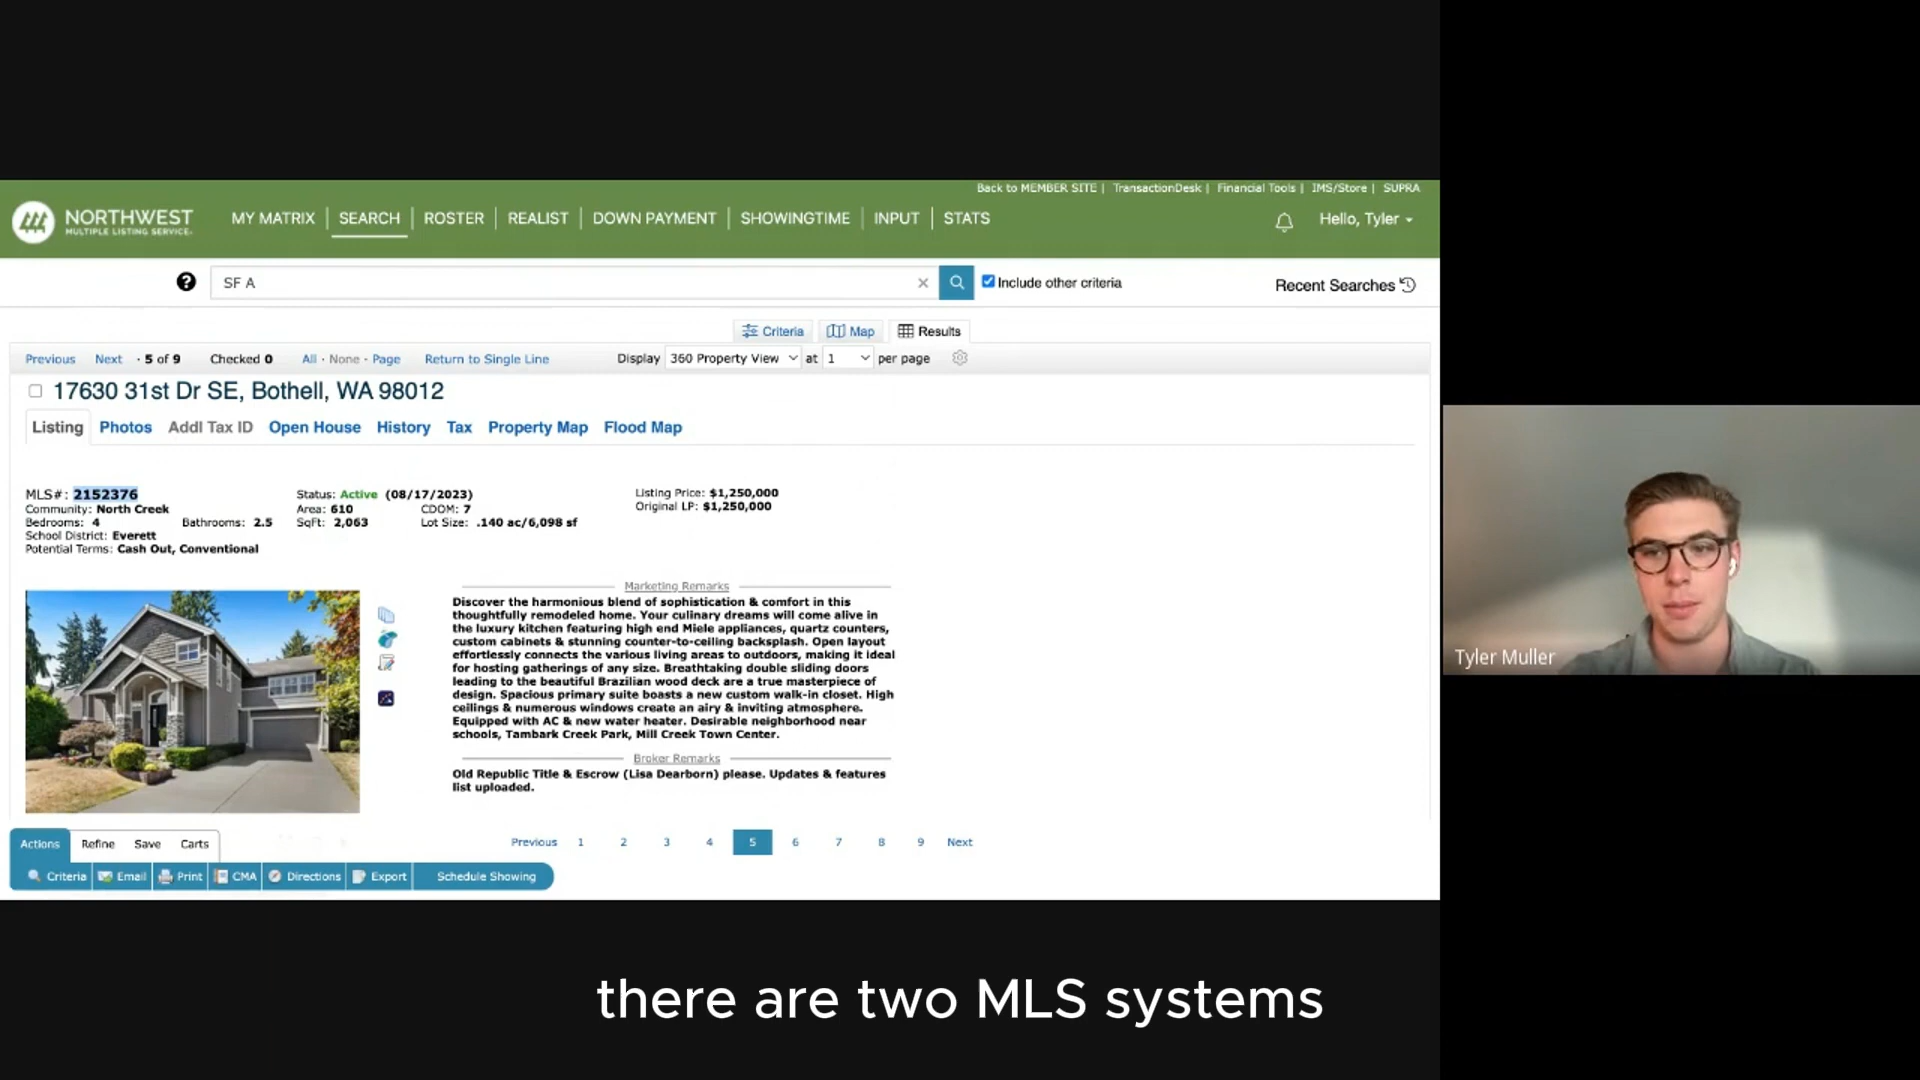 Back to MEMBER SITE | TransactionDesk | Financial Tools | IMS/Store | SUPRA
NORTHWEST
MULTIPLE LISTING SERVICE
MY MATRIX | SEARCH | ROSTER | REALIST | DOWN PAYMENT | SHOWINGTIME | INPUT | STATS
Hello, Tyler
? SF A
Include other criteria
Recent Searches
Criteria Map Results
Previous Next · 5 of 9 Checked 0 All · None · Page Return to Single Line Display 360 Property View at 1 per page
17630 31st Dr SE, Bothell, WA 98012
Listing Photos Addl Tax ID Open House History Tax Property Map Flood Map
MLS#: 2152376 Status: Active (08/17/2023) Listing Price: $1,250,000
Community: North Creek Area: 610 CDOM: 7 Original LP: $1,250,000
Bedrooms: 4 Bathrooms: 2.5 SqFt: 2,063 Lot Size: .140 ac/6,098 sf
School District: Everett
Potential Terms: Cash Out, Conventional
Marketing Remarks
Discover the harmonious blend of sophistication & comfort in this
thoughtfully remodeled home. Your culinary dreams will come alive in
the luxury kitchen featuring high end Miele appliances, quartz counters,
custom cabinets & stunning counter-to-ceiling backsplash. Open layout
effortlessly connects the various living areas to outdoors, making it ideal
for hosting gatherings of any size. Breathtaking double sliding doors
leading to the beautiful Brazilian wood deck are a true masterpiece of
design. Spacious primary suite boasts a new custom walk-in closet. High
ceilings & numerous windows create an airy & inviting atmosphere.
Equipped with AC & new water heater. Desirable neighborhood near
schools, Tambark Creek Park, Mill Creek Town Center.
Broker Remarks
Old Republic Title & Escrow (Lisa Dearborn) please. Updates & features
list uploaded.
Tyler Muller
Actions Refine Save Carts
Previous 1 2 3 4 5 6 7 8 9 Next
Criteria Email Print CMA Directions Export Schedule Showing
there are two MLS systems